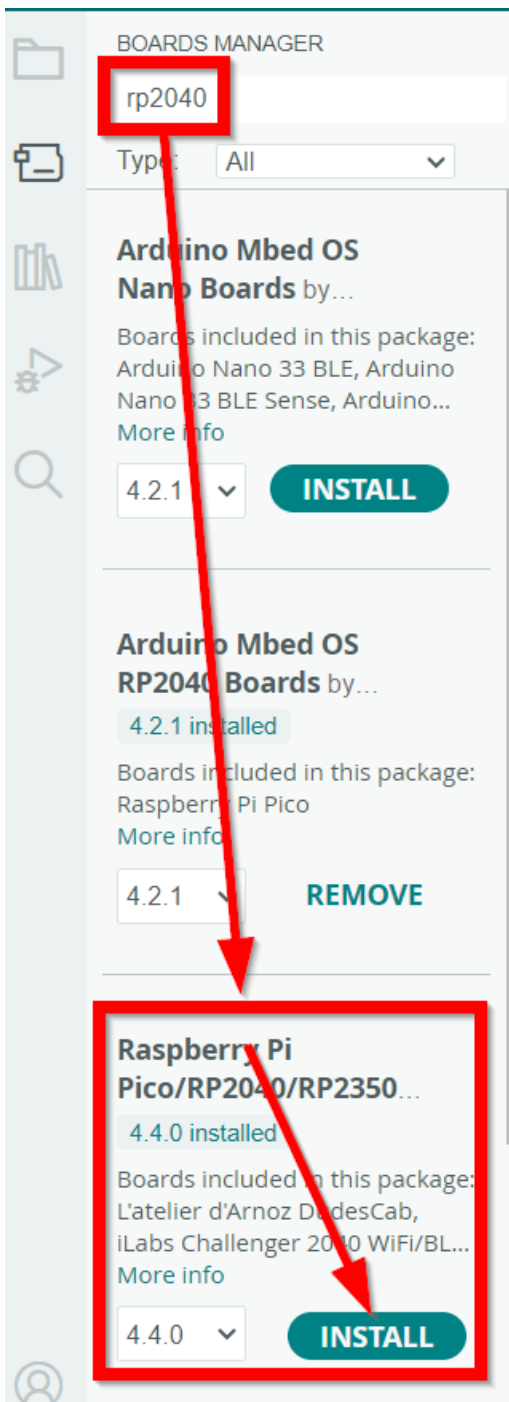 BOARDS MANAGER
rp2040
Type: All
Arduino Mbed OS
Nano Boards by...
Boards included in this package:
Arduino Nano 33 BLE, Arduino
Nano 33 BLE Sense, Arduino...
More info
4.2.1 INSTALL
Arduino Mbed OS
RP2040 Boards by...
4.2.1 installed
Boards included in this package:
Raspberry Pi Pico
More info
4.2.1 REMOVE
Raspberry Pi
Pico/RP2040/RP2350...
4.4.0 installed
Boards included in this package:
L'atelier d'Arnoz DudesCab,
iLabs Challenger 2040 WiFi/BL...
More info
4.4.0 INSTALL